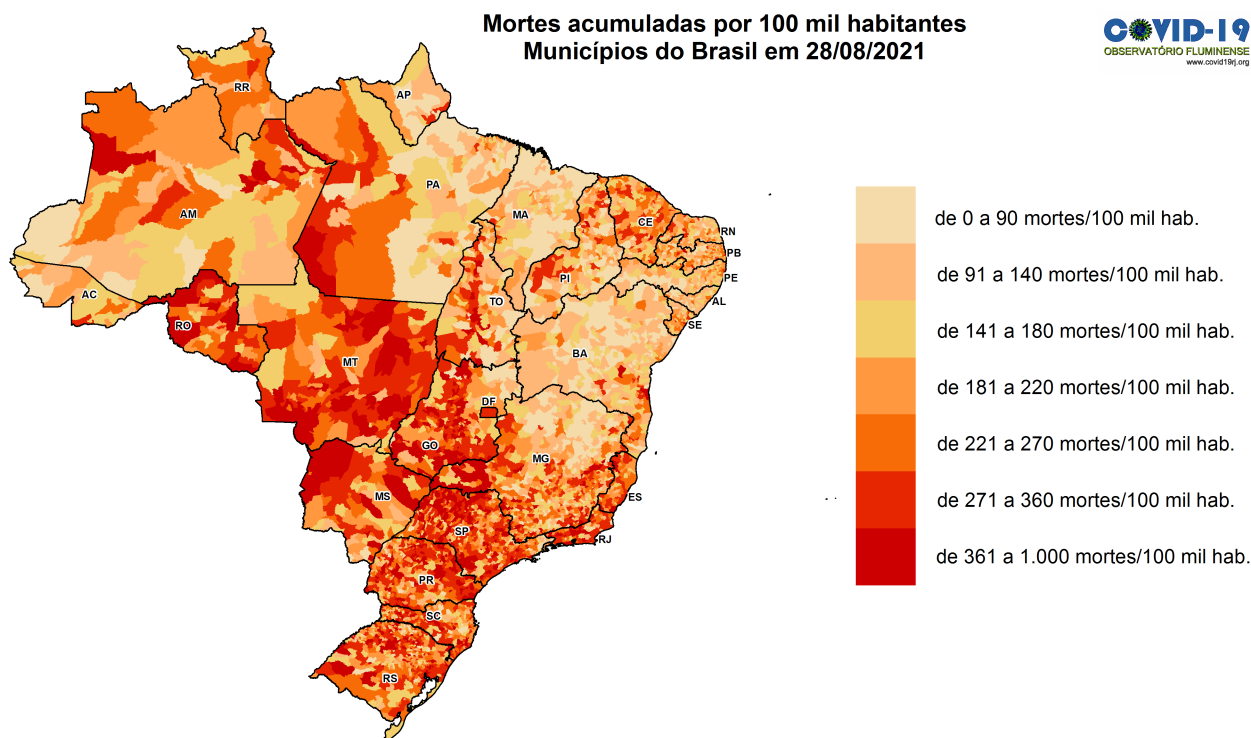 Mortes acumuladas por 100 mil habitantes
Municípios do Brasil em 28/08/2021
COVID-19
OBSERVATÓRIO FLUMINENSE
www.covid19rj.org
RR
AP
AM
PA
MA
CE
RN
PB
PE
PI
AL
SE
AC
RO
TO
BA
MT
DF
GO
MG
MS
ES
SP
RJ
PR
SC
RS
de 0 a 90 mortes/100 mil hab.
de 91 a 140 mortes/100 mil hab.
de 141 a 180 mortes/100 mil hab.
de 181 a 220 mortes/100 mil hab.
de 221 a 270 mortes/100 mil hab.
de 271 a 360 mortes/100 mil hab.
de 361 a 1.000 mortes/100 mil hab.